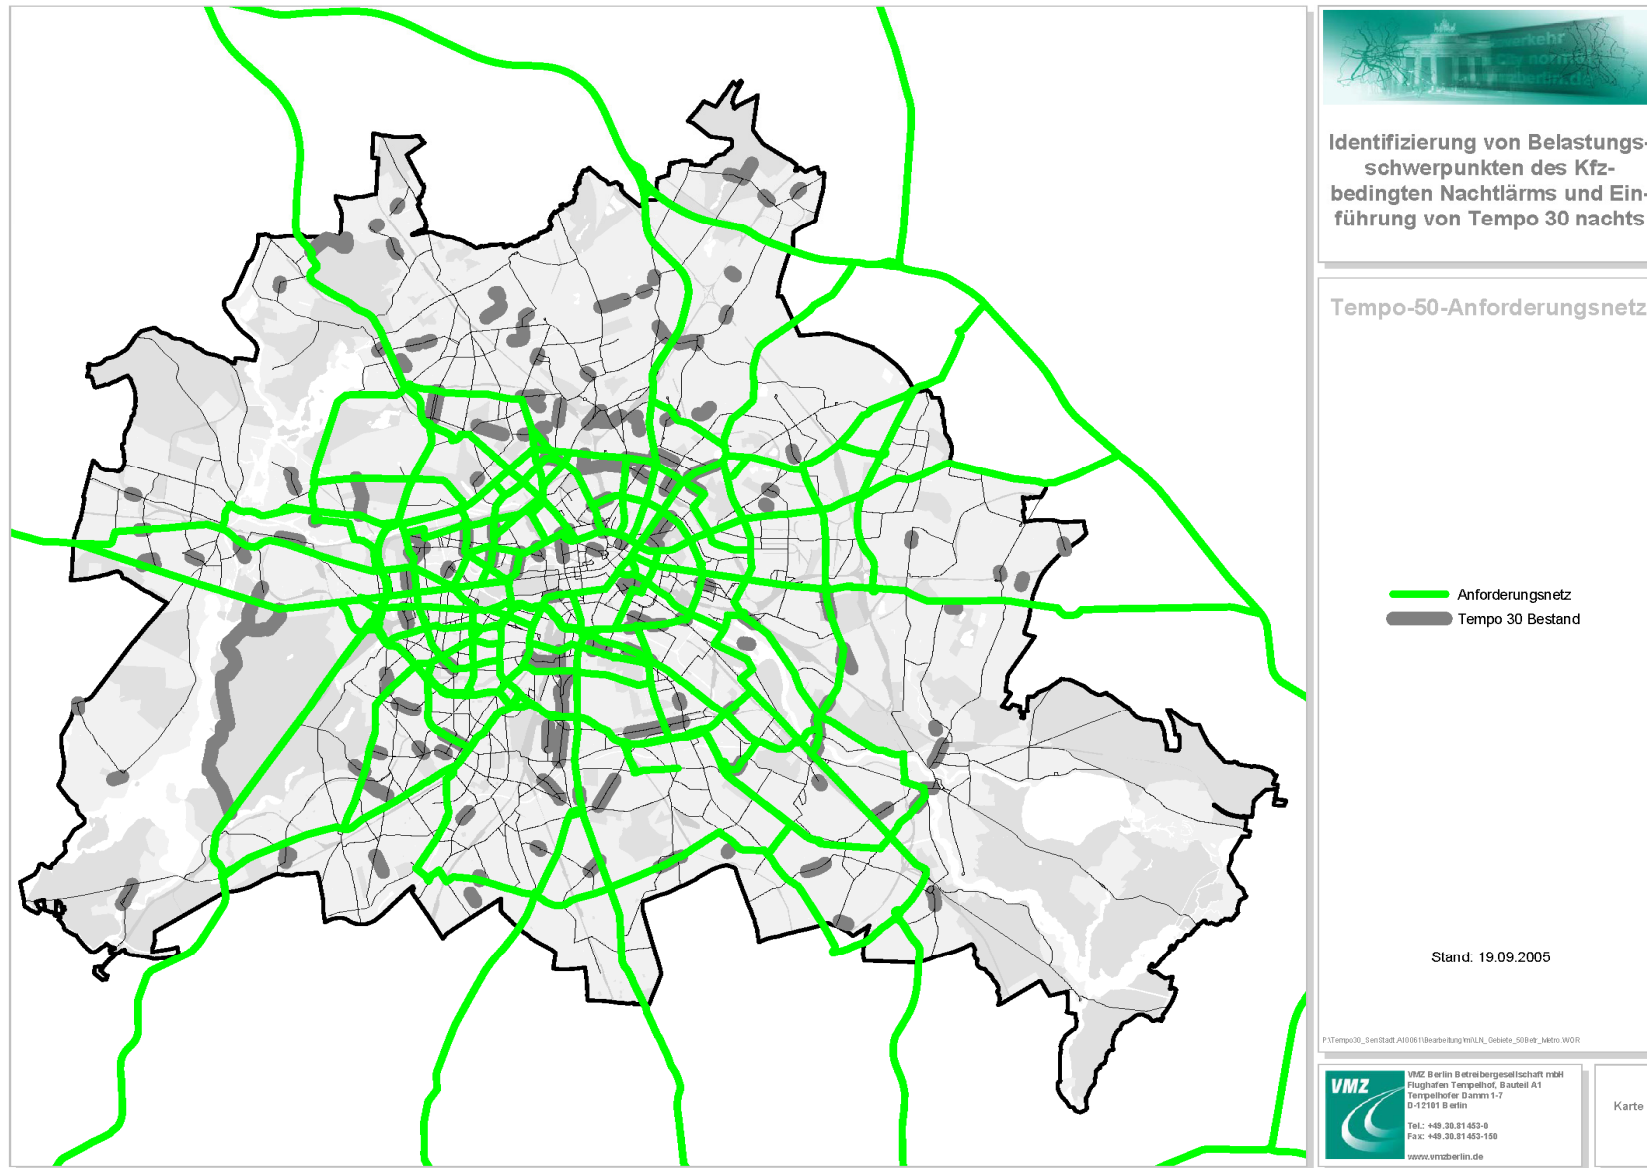 verkehr
Identifizierung von Belastungs-
schwerpunkten des Kfz-
bedingten Nachtlärms und Ein-
führung von Tempo 30 nachts
Tempo-50-Anforderungsnetz
Anforderungsnetz
Tempo 30 Bestand
Stand: 19.09.2005
VMZ
VMZ Berlin Betreibergesellschaft mbH
Flughafen Tempelhof, Bauteil A1
Tempelhofer Damm 1-7
D-12101 Berlin
Tel.: +49.30.81453-0
Fax: +49.30.81453-150
www.vmzberlin.de
Karte